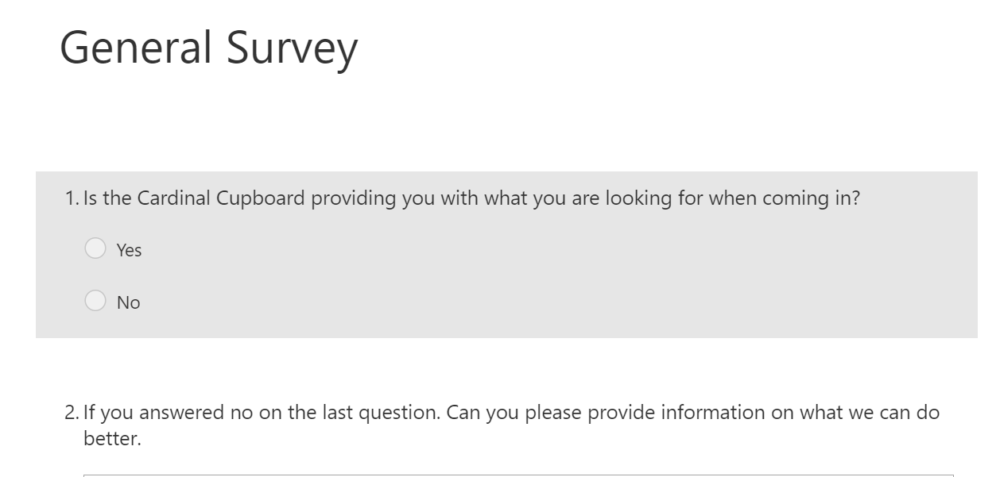 General Survey
1. Is the Cardinal Cupboard providing you with what you are looking for when coming in?
Yes
No
2. If you answered no on the last question. Can you please provide information on what we can do
better.